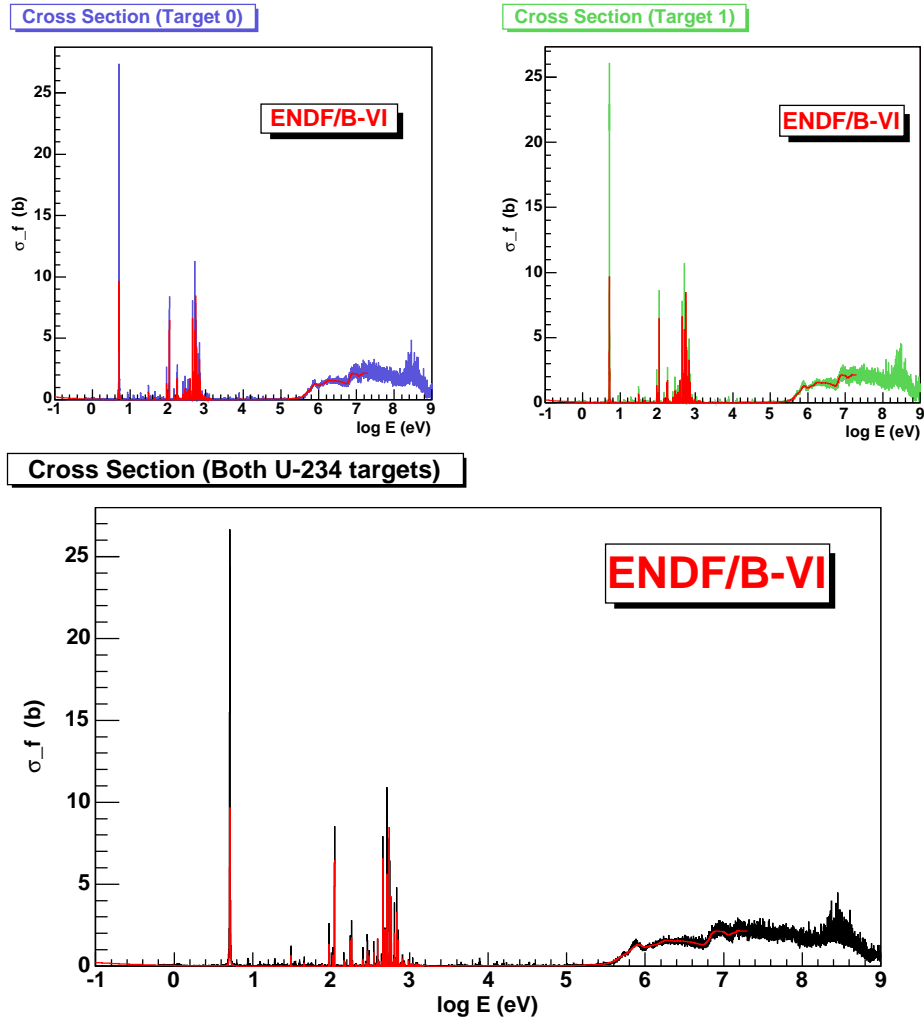 Cross Section (Target 0)
Cross Section (Target 1)
25
20
15
10
5
0
σ_f (b)
ENDF/B-VI
-1 0 1 2 3 4 5 6 7 8 9
log E (eV)
25
20
15
10
5
0
σ_f (b)
ENDF/B-VI
-1 0 1 2 3 4 5 6 7 8 9
log E (eV)
Cross Section (Both U-234 targets)
25
20
15
10
5
0
σ_f (b)
ENDF/B-VI
-1 0 1 2 3 4 5 6 7 8 9
log E (eV)